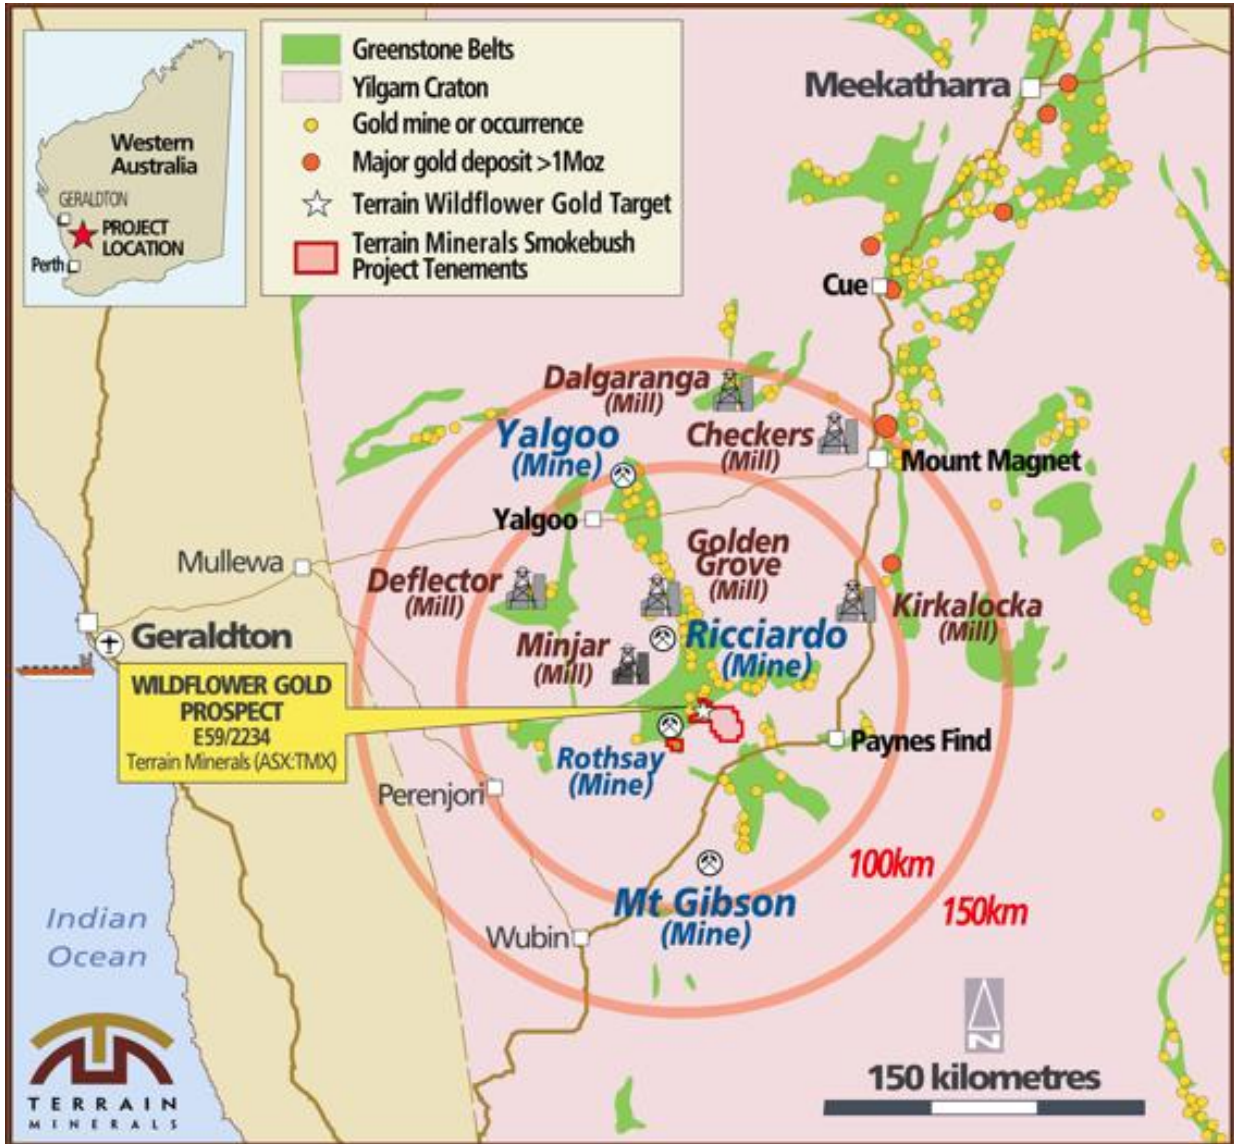 Western
Australia
GERALDTON
PROJECT
LOCATION
Perth
Greenstone Belts
Yilgarn Craton
Gold mine or occurrence
Major gold deposit >1Moz
Terrain Wildflower Gold Target
Terrain Minerals Smokebush
Project Tenements
Meekatharra
Cue
Dalgaranga
(Mill)
Yalgoo
(Mine)
Checkers
(Mill)
Mount Magnet
Yalgoo
Golden
Grove
(Mill)
Mullewa
Deflector
(Mill)
Kirkalocka
(Mill)
Geraldton
Minjar
(Mill)
Ricciardo
(Mine)
WILDFLOWER GOLD
PROSPECT
E59/2234
Terrain Minerals (ASX:TMX)
Rothsay
(Mine)
Paynes Find
Perenjori
100km
150km
Mt Gibson
(Mine)
Wubin
Indian
Ocean
N
150 kilometres
TERRAIN
MINERALS